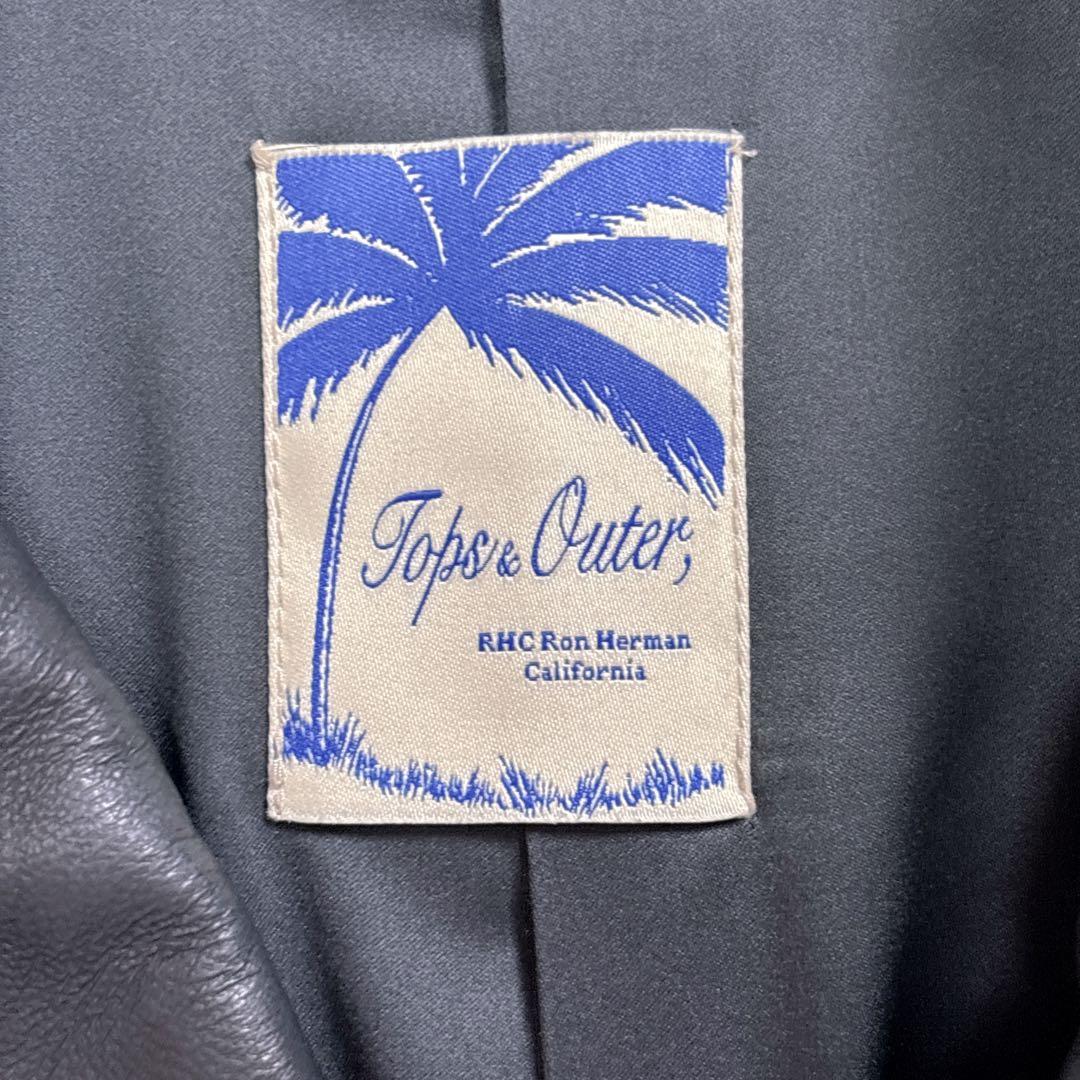 Tops & Outer,
RHC Ron Herman
California